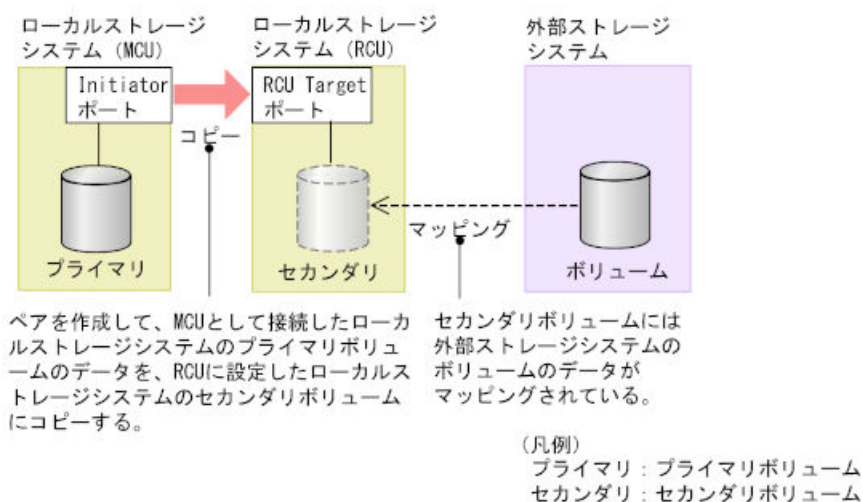 ローカルストレージ
システム（MCU）
ローカルストレージ
システム（RCU）
外部ストレージ
システム
Initiator
ポート
RCU Target
ポート
コピー
マッピング
プライマリ
セカンダリ
ボリューム
ペアを作成して、MCUとして接続したローカ
ルストレージシステムのプライマリボリュ
ームのデータを、RCUに設定したローカルス
トレージシステムのセカンダリボリューム
にコピーする。
セカンダリボリュームには
外部ストレージシステムの
ボリュームのデータが
マッピングされている。
（凡例）
プライマリ：プライマリボリューム
セカンダリ：セカンダリボリューム